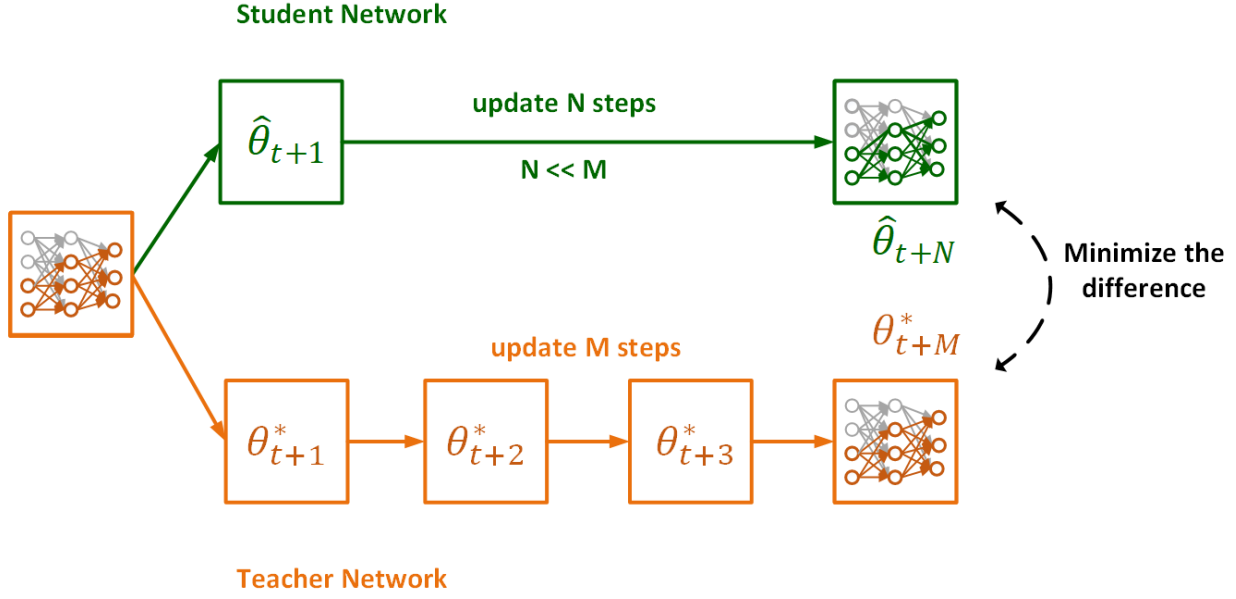 Student Network
update N steps
θ̂_{t+1}
N << M
θ̂_{t+N}
Minimize the
difference
θ*_{t+M}
update M steps
θ*_{t+1}
θ*_{t+2}
θ*_{t+3}
Teacher Network